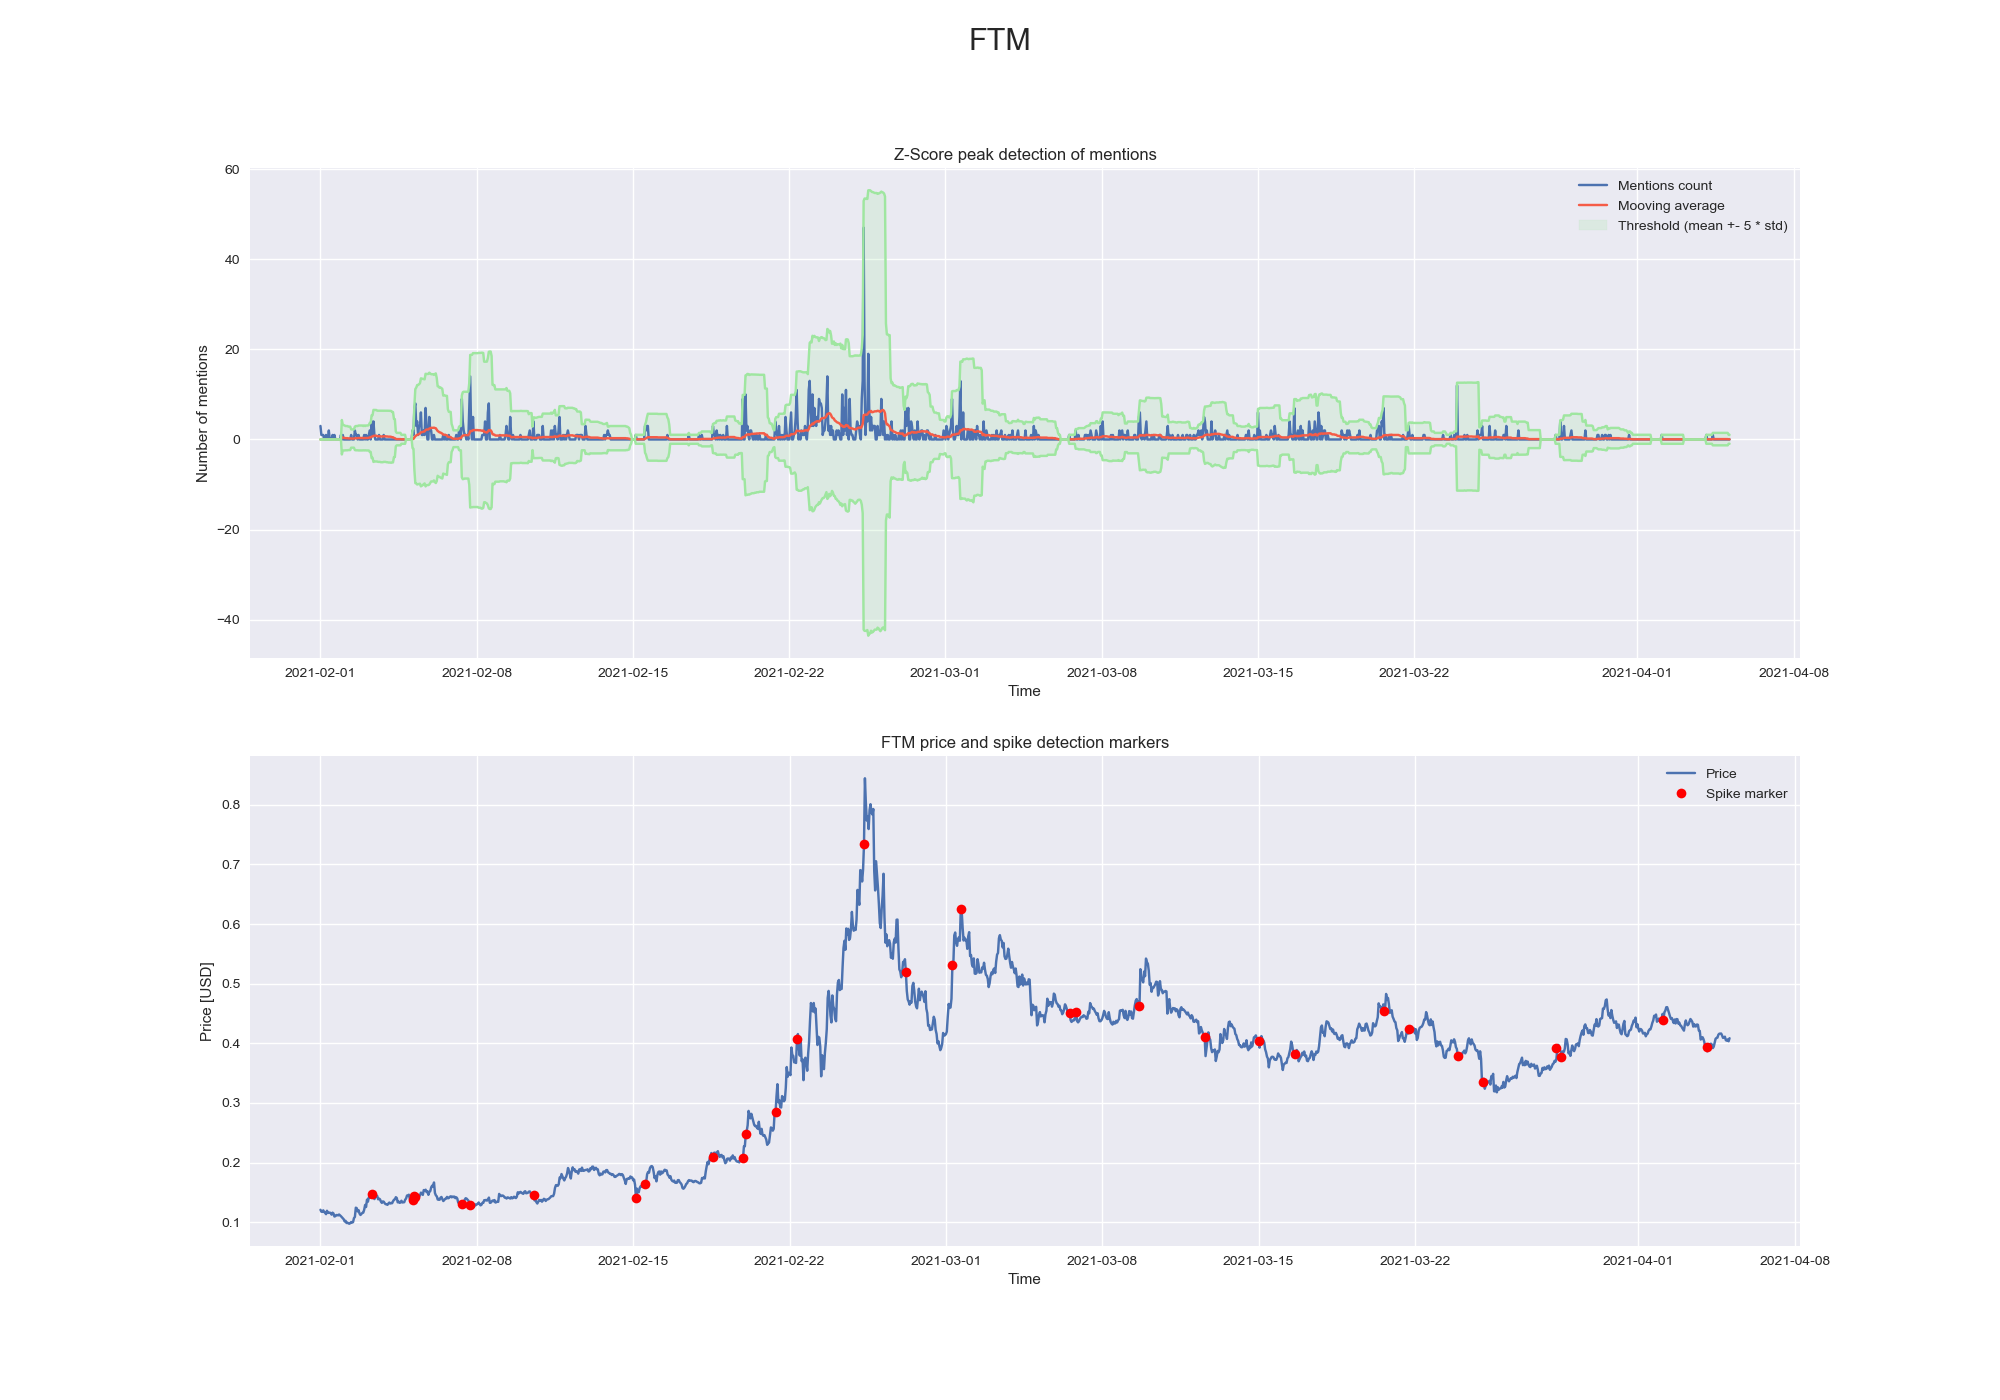 FTM
Z-Score peak detection of mentions
Mentions count
Mooving average
Threshold (mean +- 5 * std)
Number of mentions
60
40
20
0
−20
−40
2021-02-01 2021-02-08 2021-02-15 2021-02-22 2021-03-01 2021-03-08 2021-03-15 2021-03-22 2021-04-01 2021-04-08
Time
FTM price and spike detection markers
Price
Spike marker
Price [USD]
0.8
0.7
0.6
0.5
0.4
0.3
0.2
0.1
2021-02-01 2021-02-08 2021-02-15 2021-02-22 2021-03-01 2021-03-08 2021-03-15 2021-03-22 2021-04-01 2021-04-08
Time